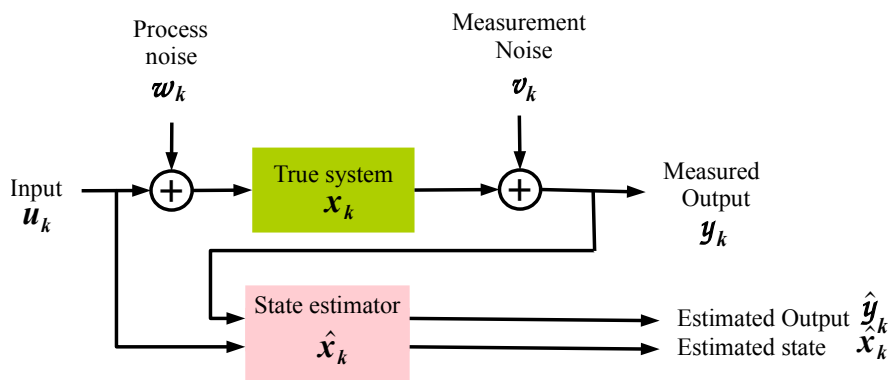 Process
noise
w_k
Measurement
Noise
v_k
Input
u_k
+
True system
x_k
+
Measured
Output
y_k
State estimator
x̂_k
Estimated Output ŷ_k
Estimated state x̂_k